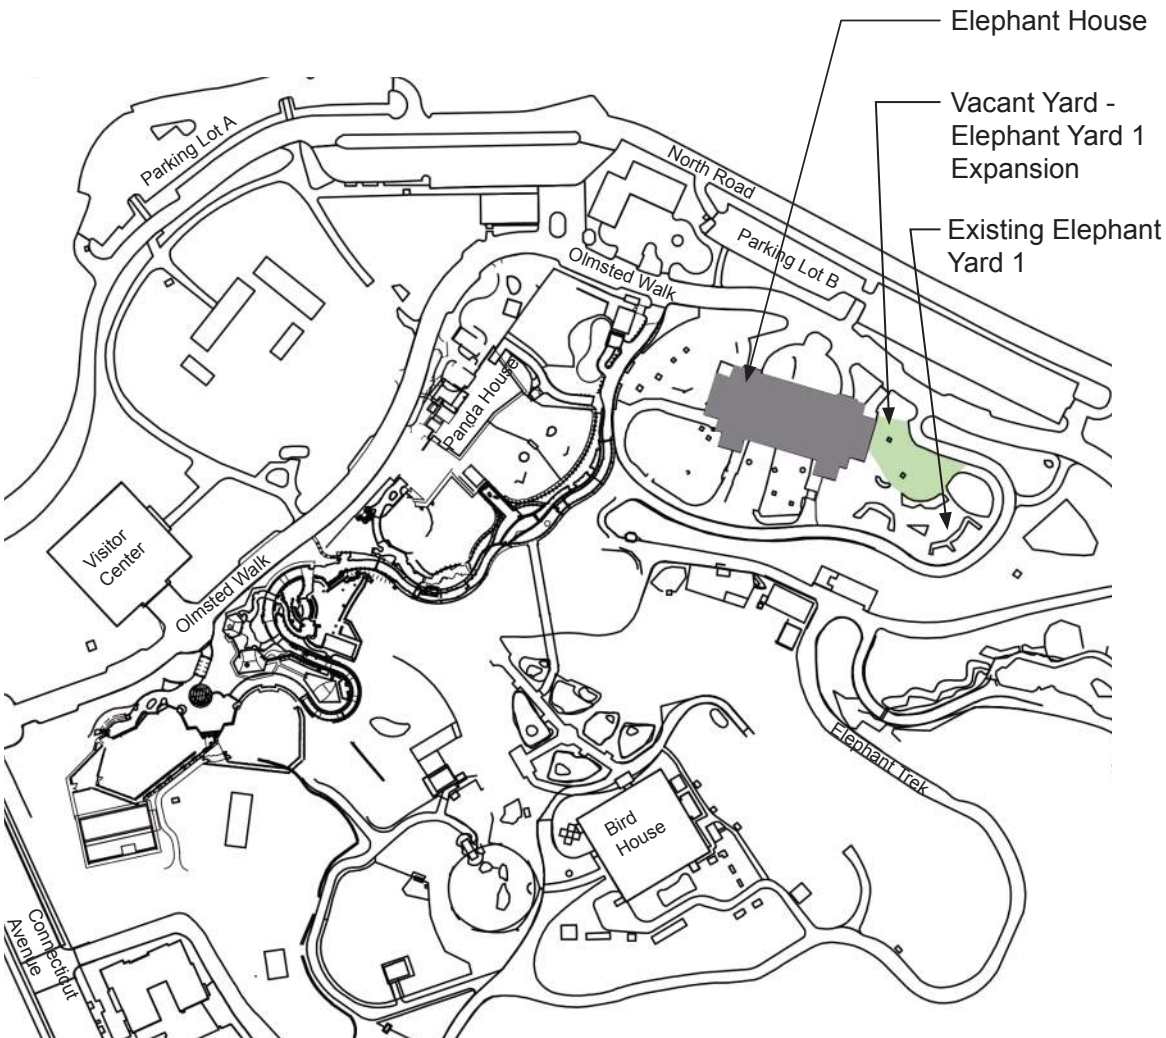 Elephant House
Vacant Yard -
Elephant Yard 1
Expansion
Existing Elephant
Yard 1
Parking Lot A
North Road
Parking Lot B
Olmsted Walk
Panda House
Visitor
Center
Olmsted Walk
Elephant Trek
Bird
House
Connecticut
Avenue